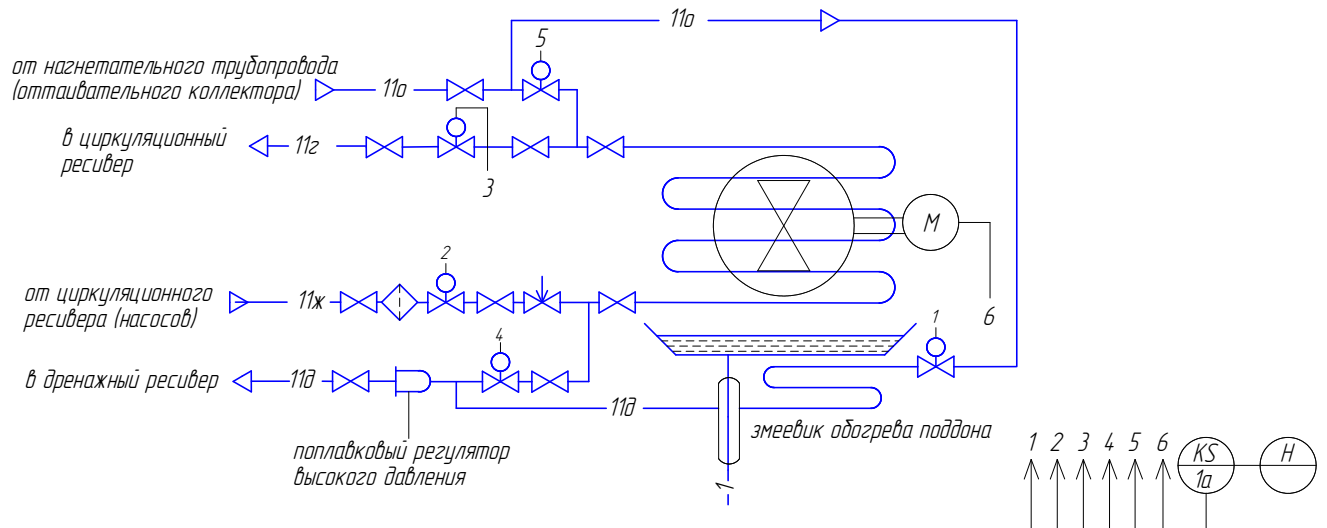 11о
5
от нагнетательного трубопровода
(оттаивательного коллектора)
11о
в циркуляционный
ресивер
11г
3
М
6
от циркуляционного
ресивера (насосов)
11ж
2
1
4
в дренажный ресивер
11д
11д
змеевик обогрева поддона
поплавковый регулятор
высокого давления
1
1 2 3 4 5 6
KS
1а
Н